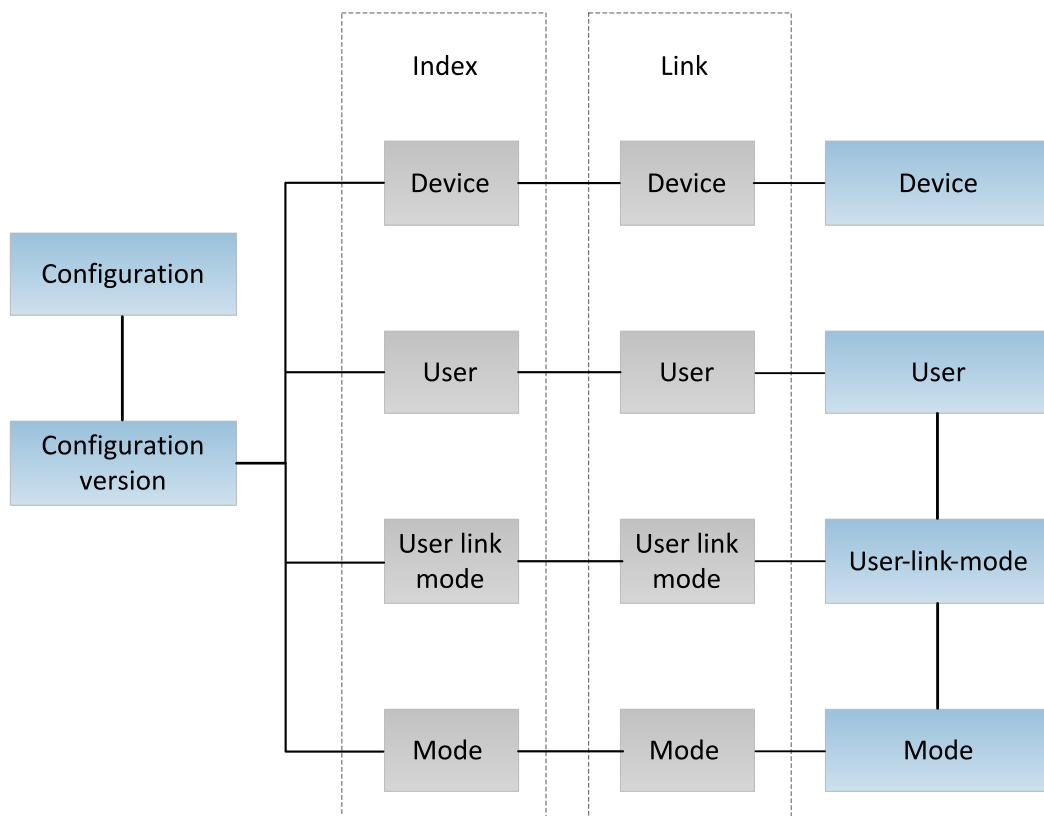 Index
Link
Device
Device
Device
Configuration
User
User
User
Configuration
version
User link
mode
User link
mode
User-link-mode
Mode
Mode
Mode